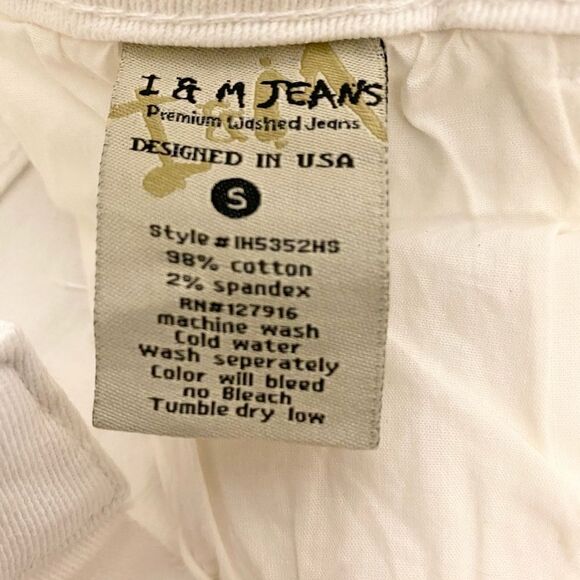 I & M JEANS
Premium Washed Jeans
DESIGNED IN USA
S
Style # IH5352HS
98% cotton
2% spandex
RN#127916
machine wash
Cold water
wash seperately
Color will bleed
no Bleach
Tumble dry low